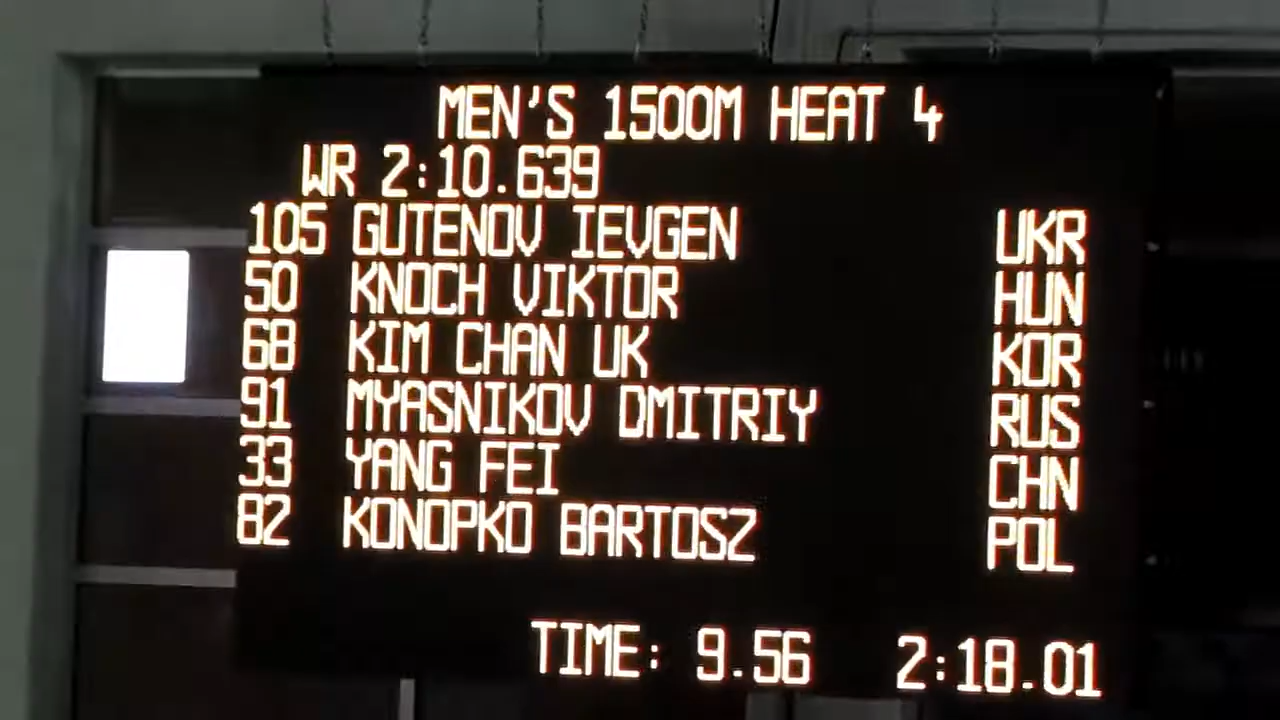 MEN'S 1500M HEAT 4
WR 2:10.639
105 GUTENOV IEVGEN UKR
50 KNOCH VIKTOR HUN
68 KIM CHAN UK KOR
91 MYASNIKOV DMITRIY RUS
33 YANG FEI CHN
82 KONOPKO BARTOSZ POL
TIME: 9.56 2:18.01